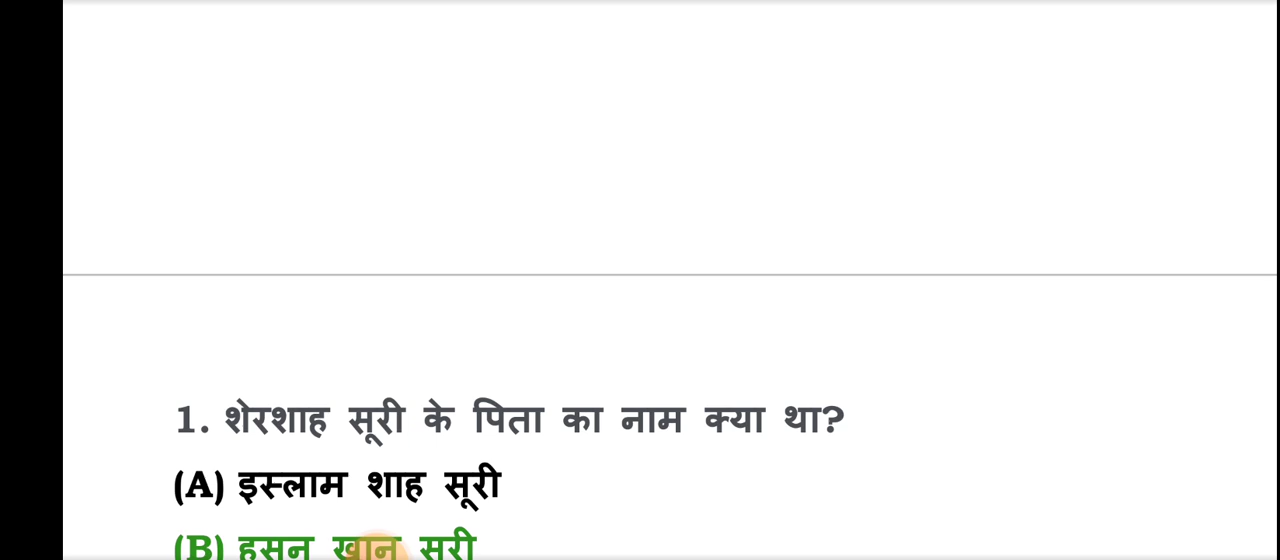 1. शेरशाह सूरी के पिता का नाम क्या था?
(A) इस्लाम शाह सूरी
(B) हसन खान सूरी